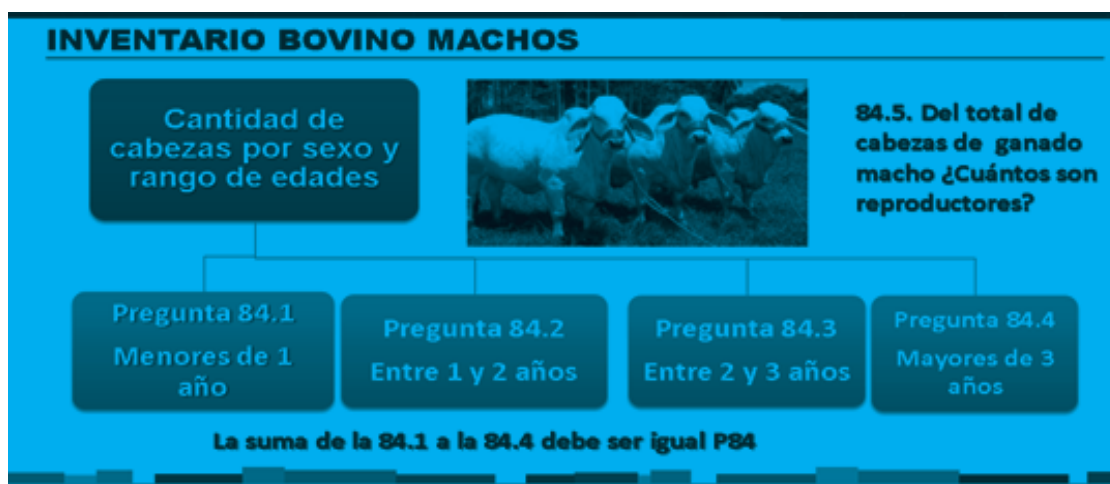 INVENTARIO BOVINO MACHOS
Cantidad de
cabezas por sexo y
rango de edades
84.5. Del total de
cabezas de ganado
macho ¿Cuántos son
reproductores?
Pregunta 84.1
Menores de 1
año
Pregunta 84.2
Entre 1 y 2 años
Pregunta 84.3
Entre 2 y 3 años
Pregunta 84.4
Mayores de 3
años
La suma de la 84.1 a la 84.4 debe ser igual P84